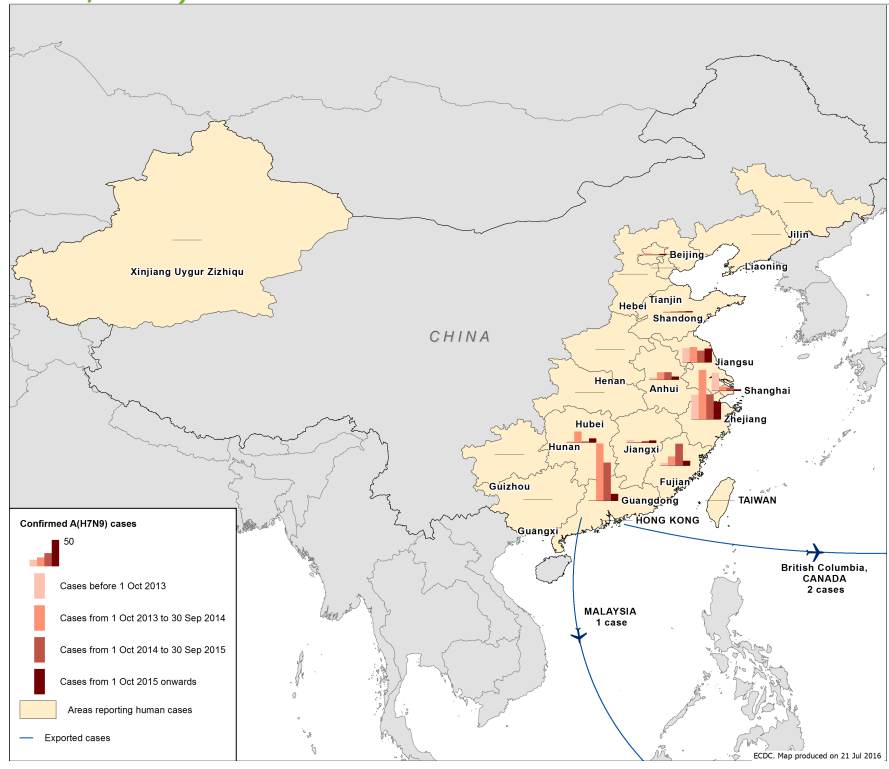 Jilin
Beijing
Liaoning
Xinjiang Uygur Zizhiqu
Tianjin
Hebei
Shandong
CHINA
Jiangsu
Henan
Anhui
Shanghai
Zhejiang
Hubei
Hunan
Jiangxi
Guizhou
Fujian
Guangdong
TAIWAN
HONG KONG
Guangxi
British Columbia,
CANADA
2 cases
MALAYSIA
1 case
Confirmed A(H7N9) cases
50
Cases before 1 Oct 2013
Cases from 1 Oct 2013 to 30 Sep 2014
Cases from 1 Oct 2014 to 30 Sep 2015
Cases from 1 Oct 2015 onwards
Areas reporting human cases
Exported cases
ECDC. Map produced on 21 Jul 2016